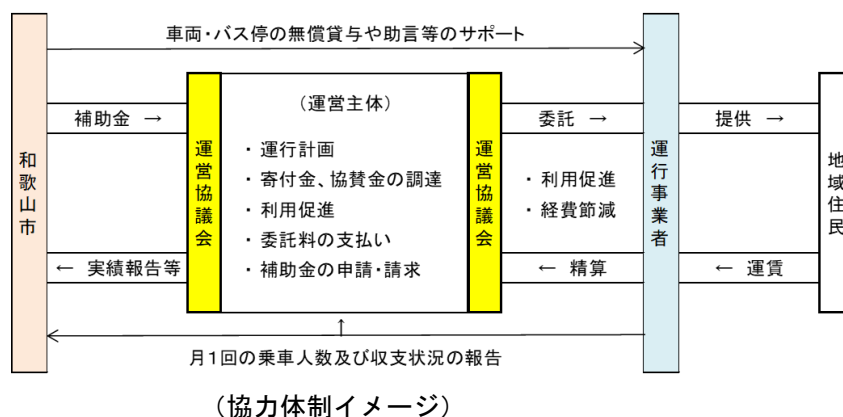 車両・バス停の無償貸与や助言等のサポート
和歌山市
補助金 →
← 実績報告等
運営協議会
(運営主体)
・ 運行計画
・ 寄付金、協賛金の調達
・ 利用促進
・ 委託料の支払い
・ 補助金の申請・請求
運営協議会
委託 →
・ 利用促進
・ 経費節減
← 精算
運行事業者
提供 →
← 運賃
地域住民
月1回の乗車人数及び収支状況の報告
(協力体制イメージ)